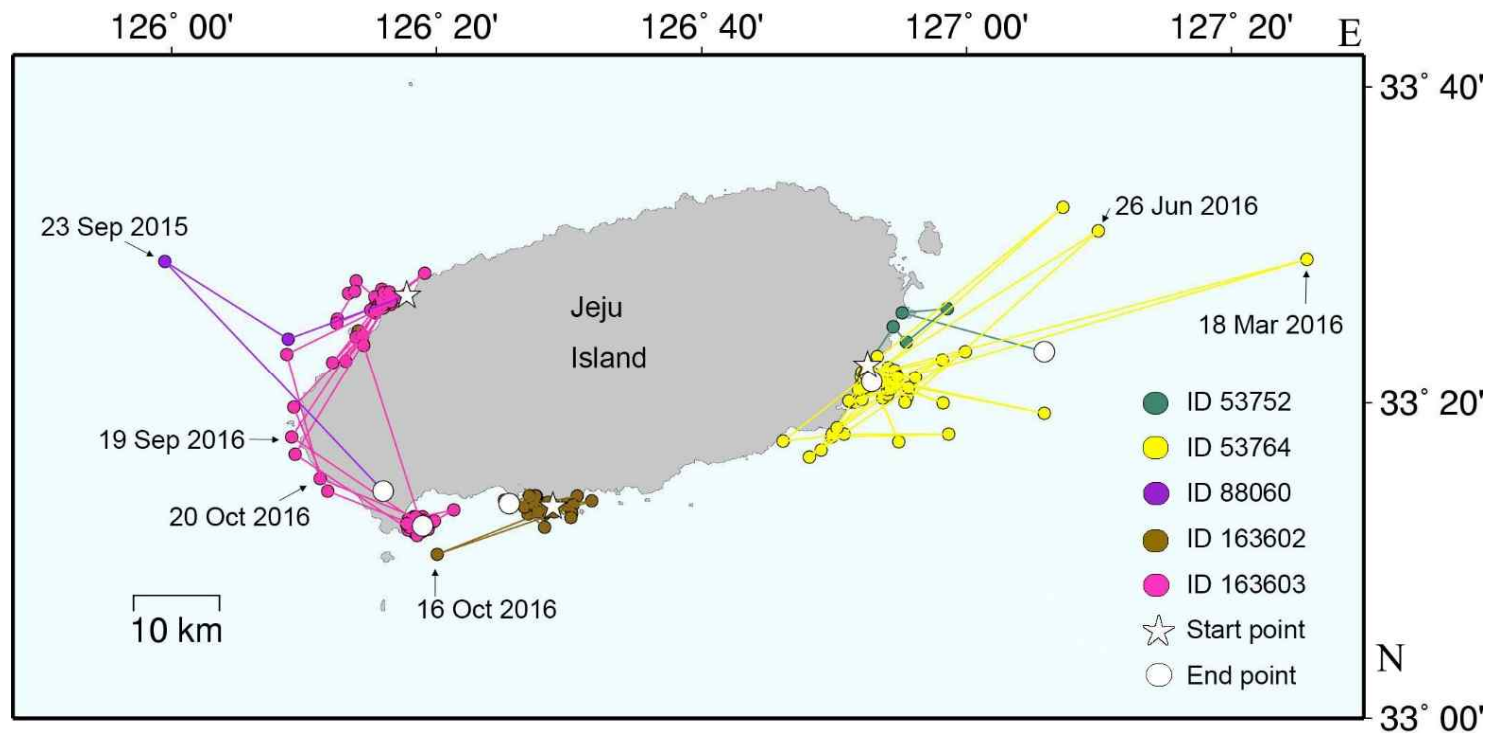 126° 00' 126° 20' 126° 40' 127° 00' 127° 20' E
33° 40'
23 Sep 2015
26 Jun 2016
Jeju
Island
18 Mar 2016
33° 20'
ID 53752
19 Sep 2016
ID 53764
ID 88060
20 Oct 2016
ID 163602
ID 163603
16 Oct 2016
10 km
Start point
N
End point
33° 00'